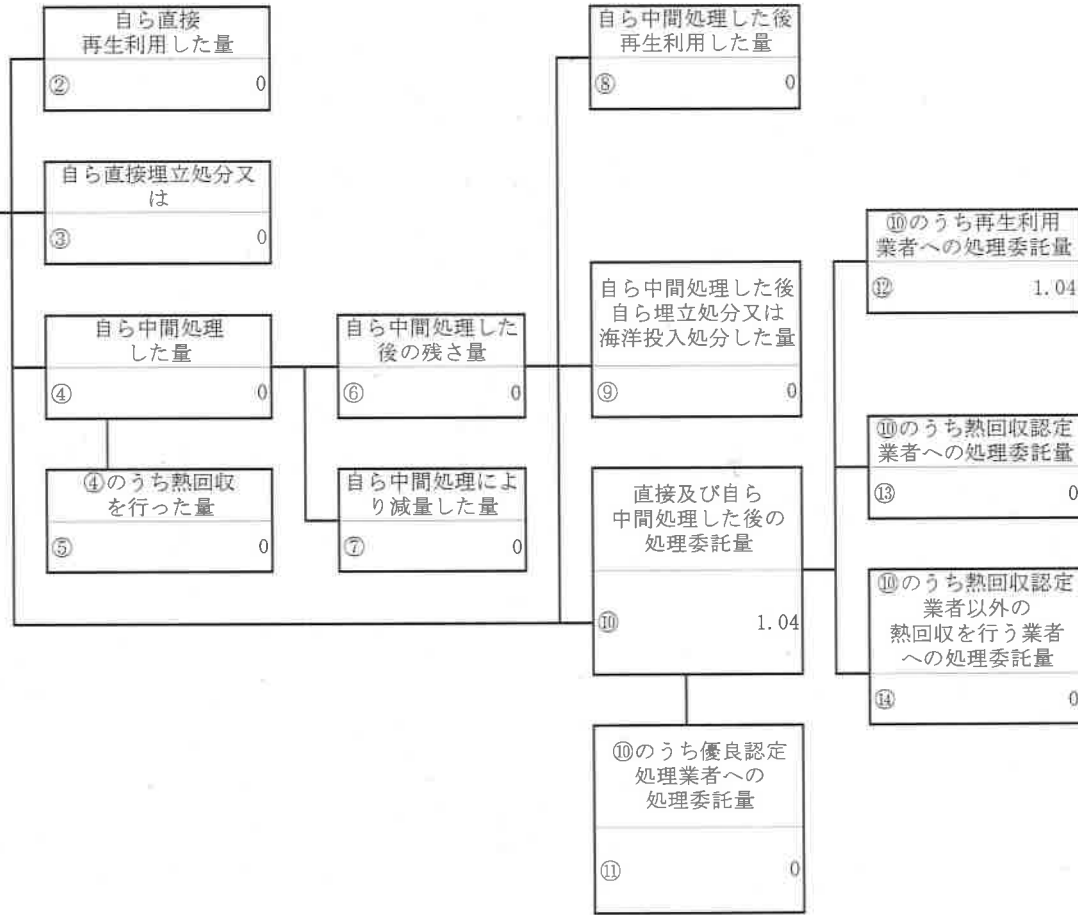 自ら直接
再生利用した量
② 0
自ら直接埋立処分又
は
③ 0
自ら中間処理
した量
④ 0
④のうち熱回収
を行った量
⑤ 0
自ら中間処理した
後の残さ量
⑥ 0
自ら中間処理によ
り減量した量
⑦ 0
自ら中間処理した後
再生利用した量
⑧ 0
自ら中間処理した後
自ら埋立処分又は
海洋投入処分した量
⑨ 0
直接及び自ら
中間処理した後の
処理委託量
⑩ 1.04
⑩のうち優良認定
処理業者への
処理委託量
⑪ 0
⑩のうち再生利用
業者への処理委託量
⑫ 1.04
⑩のうち熱回収認定
業者への処理委託量
⑬ 0
⑩のうち熱回収認定
業者以外の
熱回収を行う業者
への処理委託量
⑭ 0